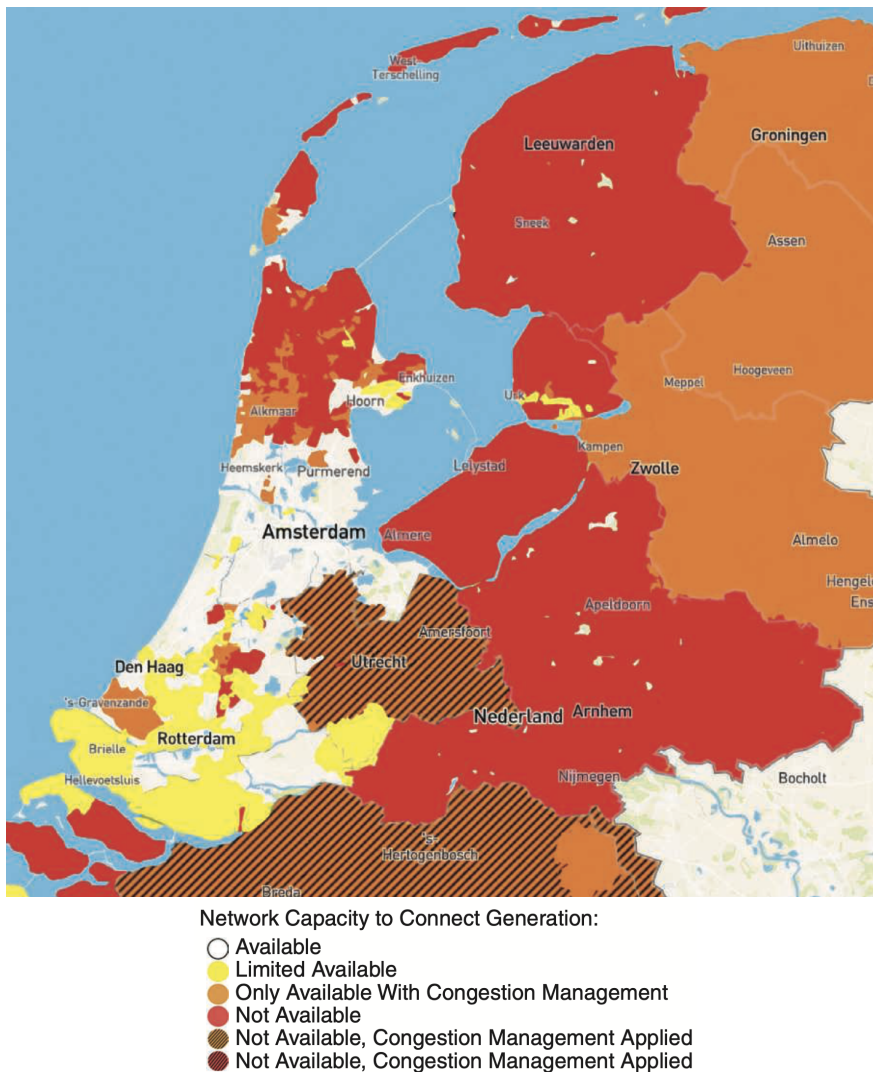 Uithuizen
West-
Terschelling
Groningen
Leeuwarden
Sneek
Assen
Hoogeveen
Enkhuizen
Meppel
Urk
Hoorn
Alkmaar
Kampen
Heemskerk
Purmerend
Lelystad
Zwolle
Amsterdam
Almere
Almelo
Hengel
Ens
Apeldoorn
Amersfoort
Den Haag
Utrecht
's-Gravenzande
Nederland
Arnhem
Rotterdam
Brielle
Hellevoetsluis
Nijmegen
Bocholt
's-
Hertogenbosch
Breda
Network Capacity to Connect Generation:
Available
Limited Available
Only Available With Congestion Management
Not Available
Not Available, Congestion Management Applied
Not Available, Congestion Management Applied